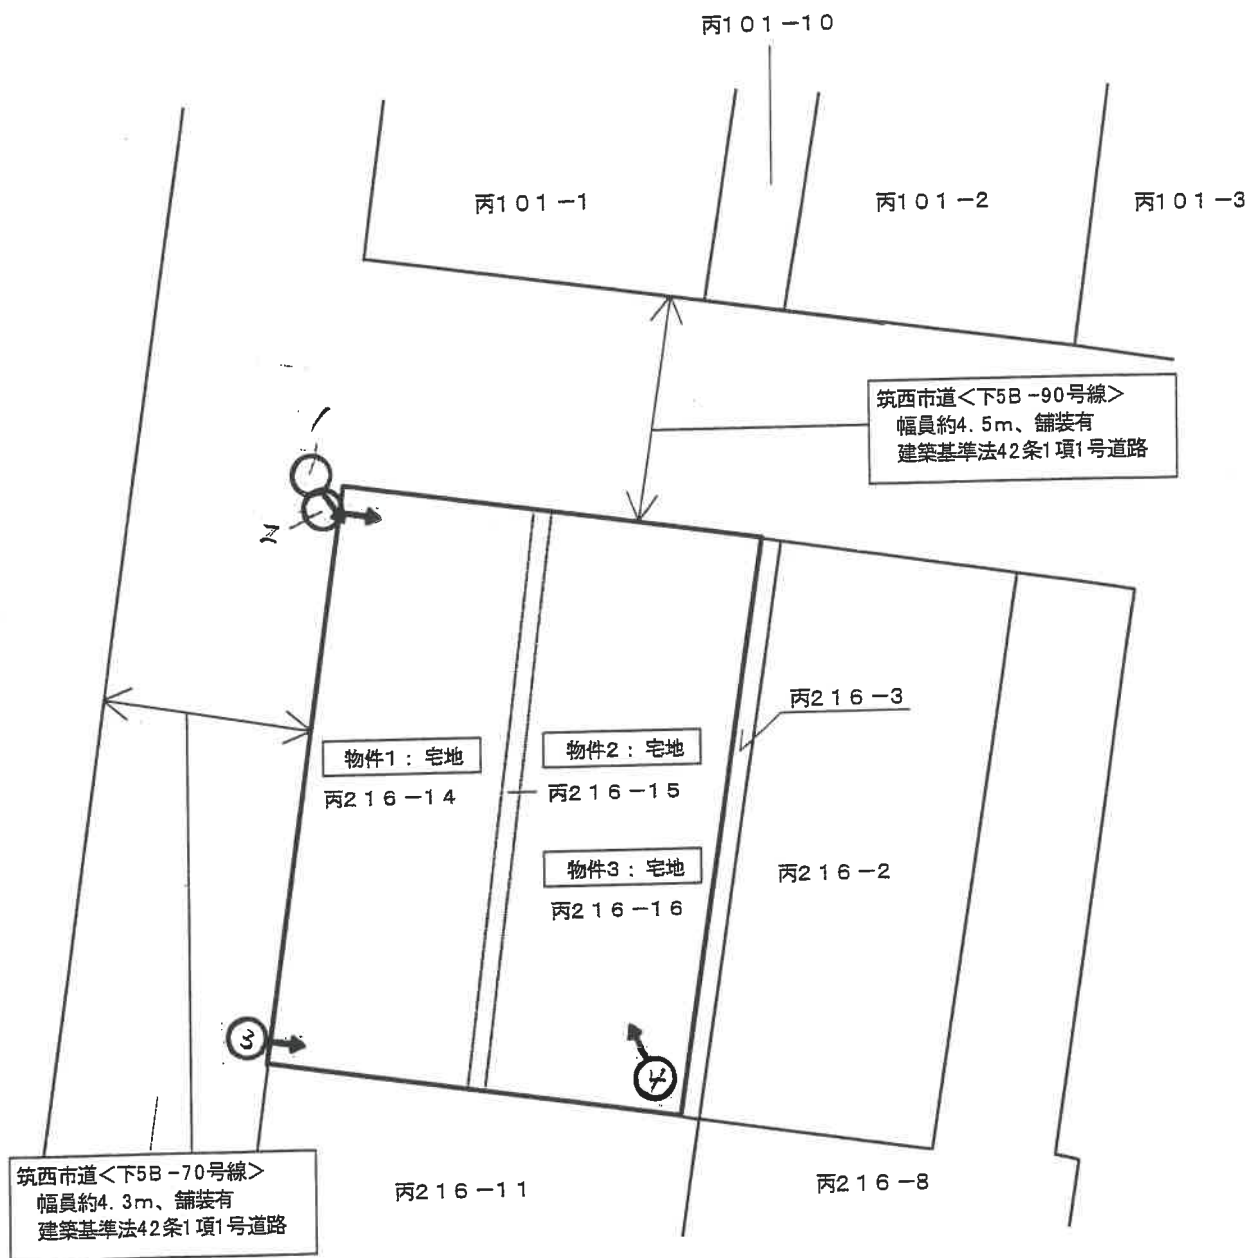 丙101-10
丙101-1
丙101-2
丙101-3
筑西市道<下5B-90号線>
幅員約4.5m、舗装有
建築基準法42条1項1号道路
1
2
丙216-3
物件1:宅地
丙216-14
物件2:宅地
丙216-15
物件3:宅地
丙216-16
丙216-2
3
4
筑西市道<下5B-70号線>
幅員約4.3m、舗装有
建築基準法42条1項1号道路
丙216-11
丙216-8